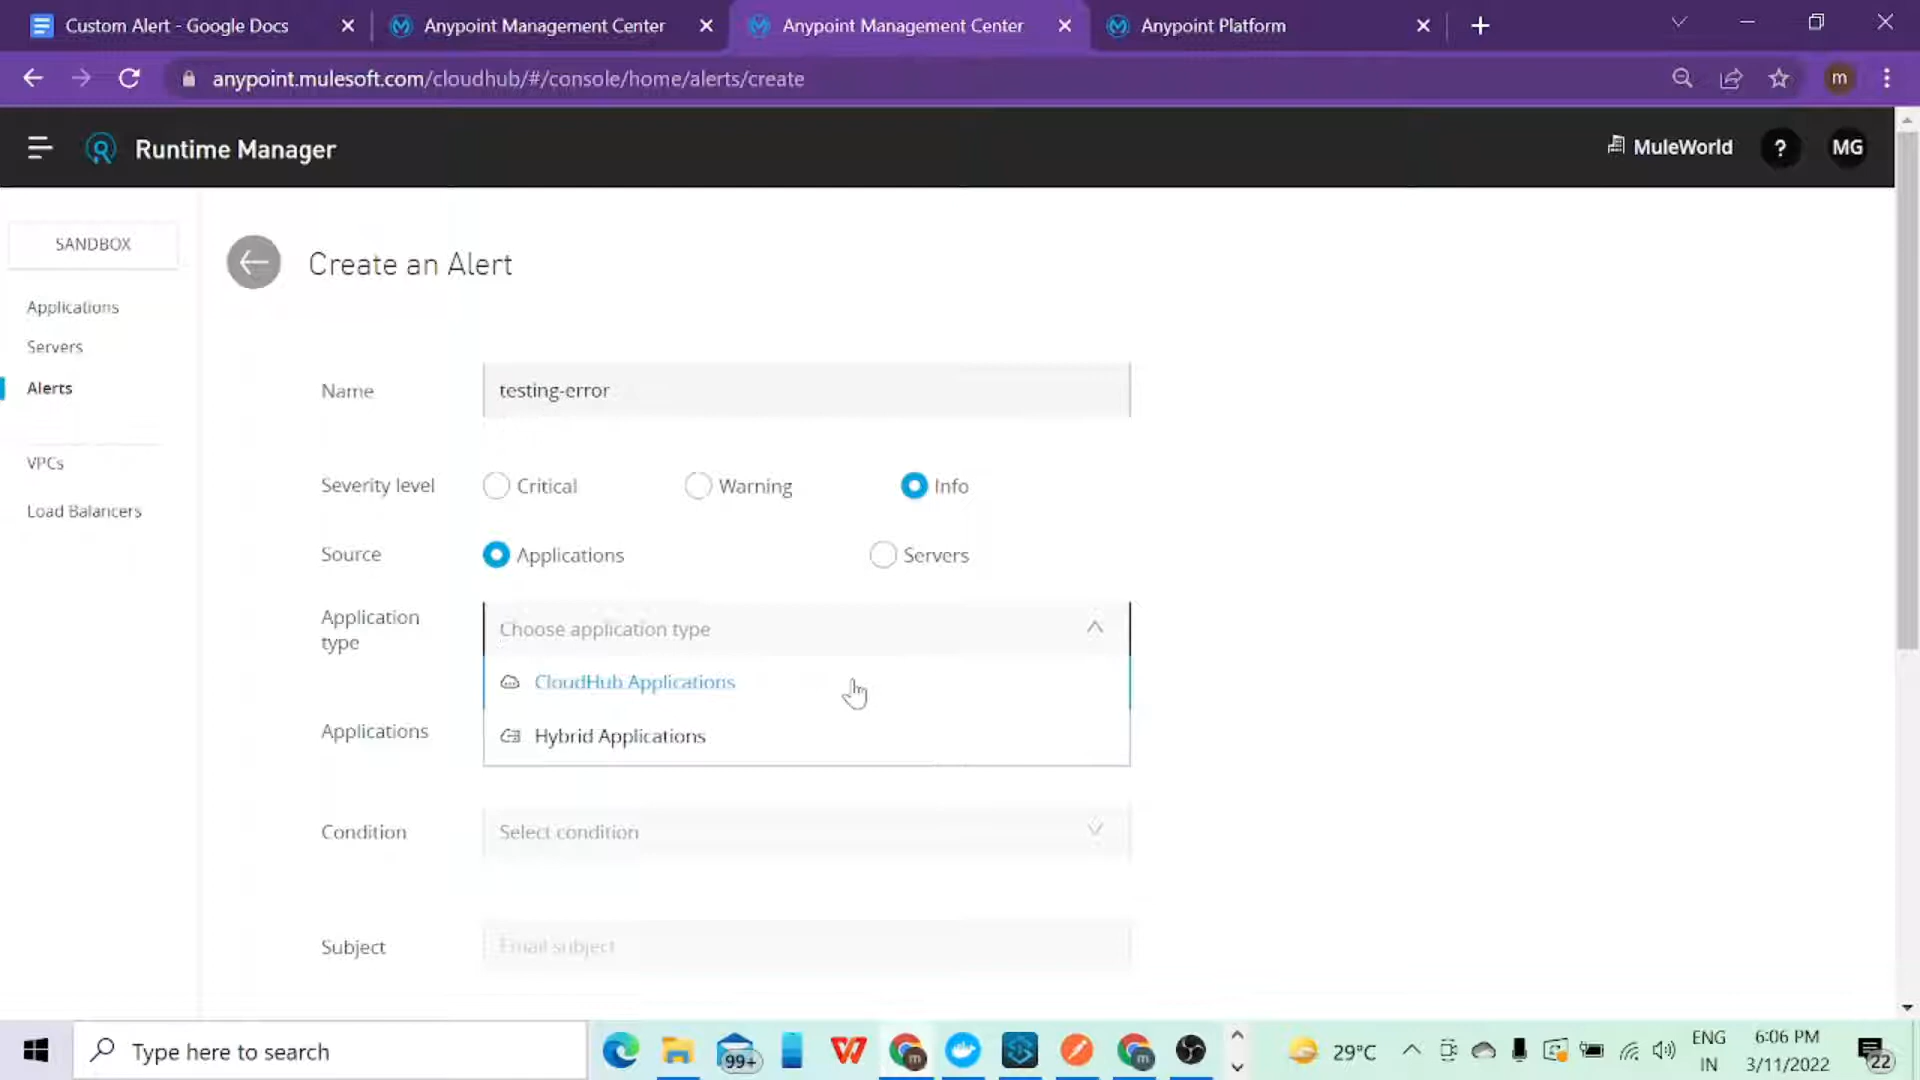 Custom Alert - Google Docs
Anypoint Management Center
Anypoint Management Center
Anypoint Platform
anypoint.mulesoft.com/cloudhub/#/console/home/alerts/create
m
Runtime Manager
MuleWorld
?
MG
SANDBOX
Applications
Servers
Alerts
VPCs
Load Balancers
Create an Alert
Name
testing-error
Severity level
Critical
Warning
Info
Source
Applications
Servers
Application
type
Choose application type
CloudHub Applications
Hybrid Applications
Applications
Condition
Select condition
Subject
Email subject
Type here to search
99+
m
m
29°C
ENG
IN
6:06 PM
3/11/2022
22